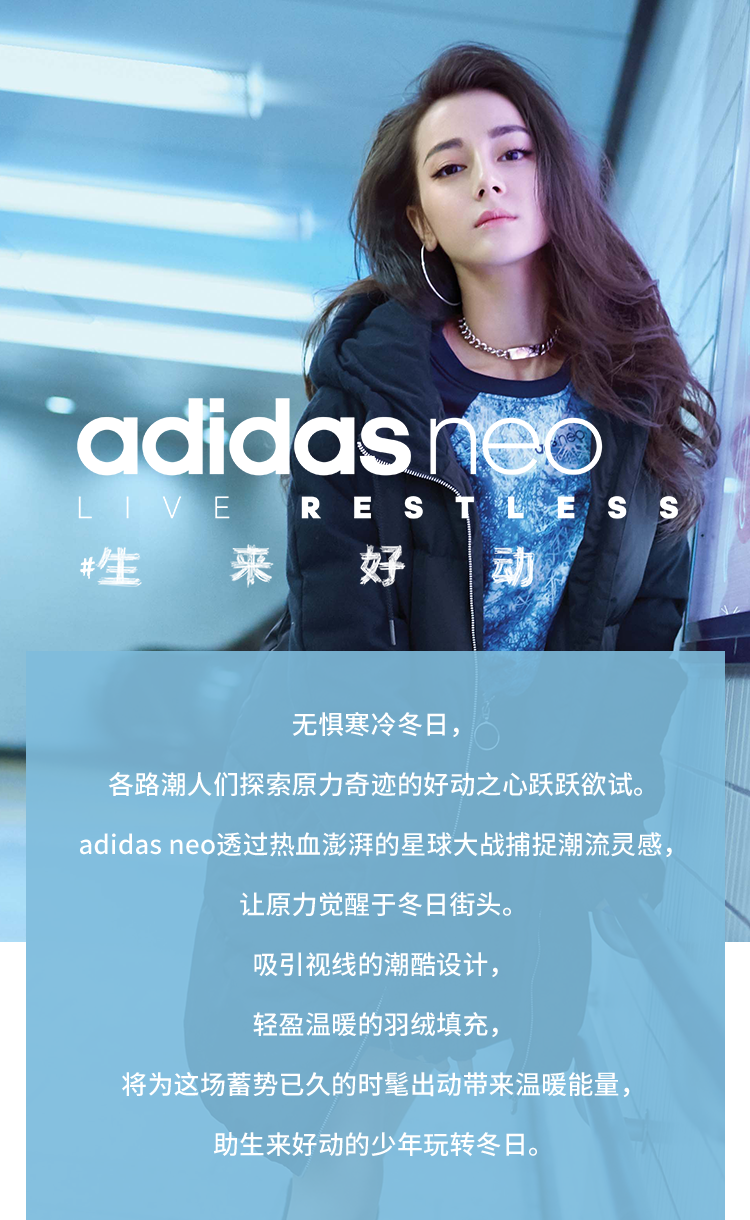 adidas neo
LIVE RESTLESS
#生来好动
无惧寒冷冬日，
各路潮人们探索原力奇迹的好动之心跃跃欲试。
adidas neo透过热血澎湃的星球大战捕捉潮流灵感，
让原力觉醒于冬日街头。
吸引视线的潮酷设计，
轻盈温暖的羽绒填充，
将为这场蓄势已久的时髦出动带来温暖能量，
助生来好动的少年玩转冬日。